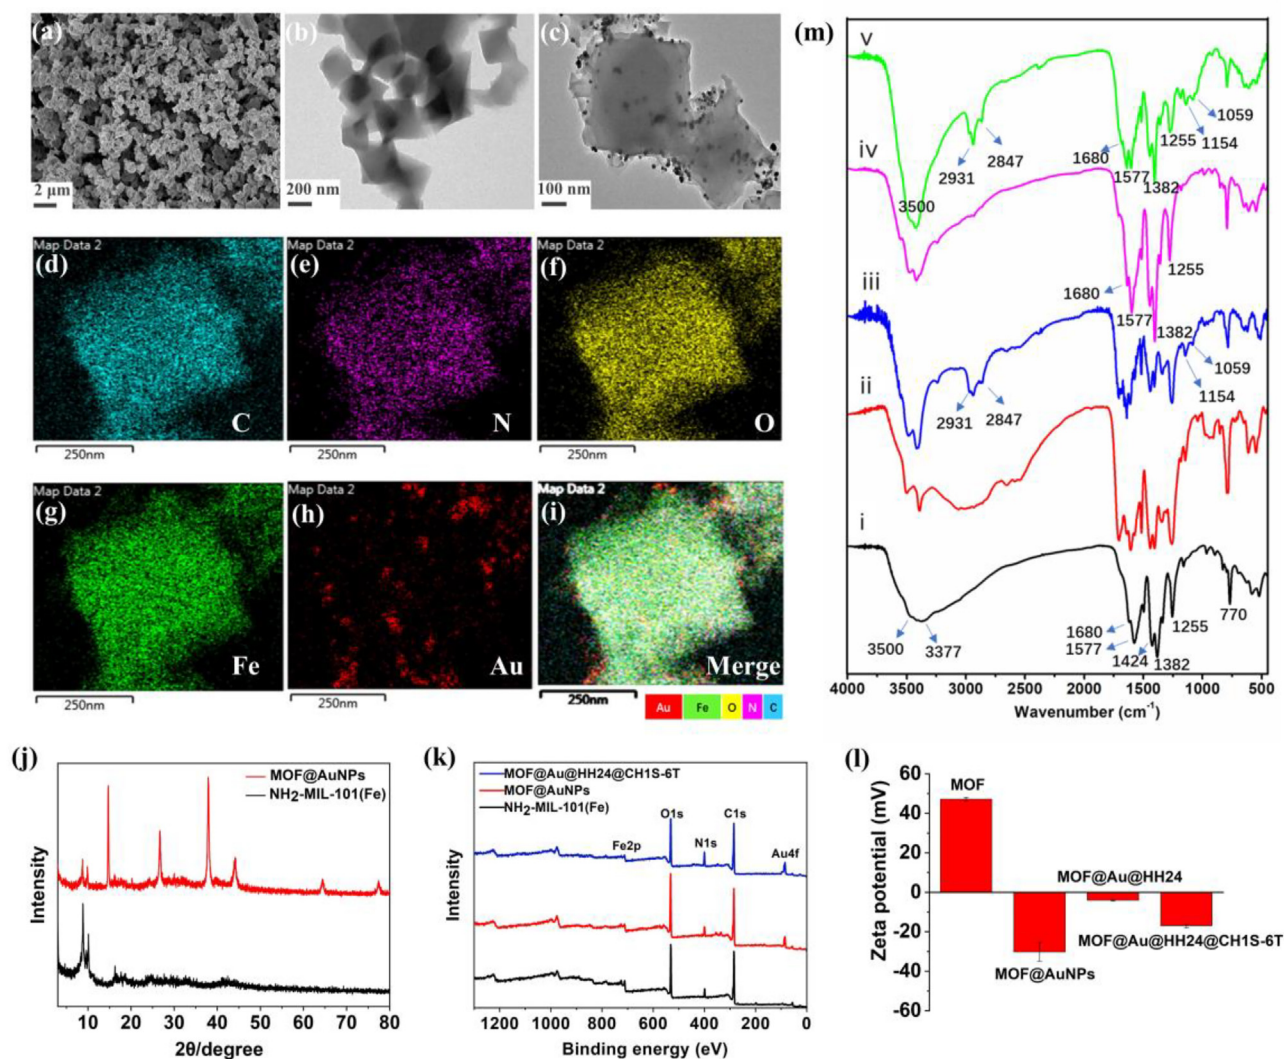 (a)
2 μm
(b)
200 nm
(c)
100 nm
Map Data 2
(d)
C
250nm
Map Data 2
(e)
N
250nm
Map Data 2
(f)
O
250nm
Map Data 2
(g)
Fe
250nm
Map Data 2
(h)
Au
250nm
Map Data 2
(i)
Merge
250nm
Au Fe O N C
(m)
v
3500
2931
2847
1680
1577
1382
1255
1154
1059
iv
1680
1577
1382
1255
iii
2931
2847
1154
1059
ii
i
3500
3377
1680
1577
1424
1382
1255
770
4000 3500 3000 2500 2000 1500 1000 500
Wavenumber (cm⁻¹)
(j)
MOF@AuNPs
NH₂-MIL-101(Fe)
Intensity
10 20 30 40 50 60 70 80
2θ/degree
(k)
MOF@Au@HH24@CH1S-6T
MOF@AuNPs
NH₂-MIL-101(Fe)
Fe2p
O1s
N1s
C1s
Au4f
Intensity
1200 1000 800 600 400 200 0
Binding energy (eV)
(l)
Zeta potential (mV)
60
40
20
0
-20
-40
-60
MOF
MOF@Au@HH24
MOF@Au@HH24@CH1S-6T
MOF@AuNPs